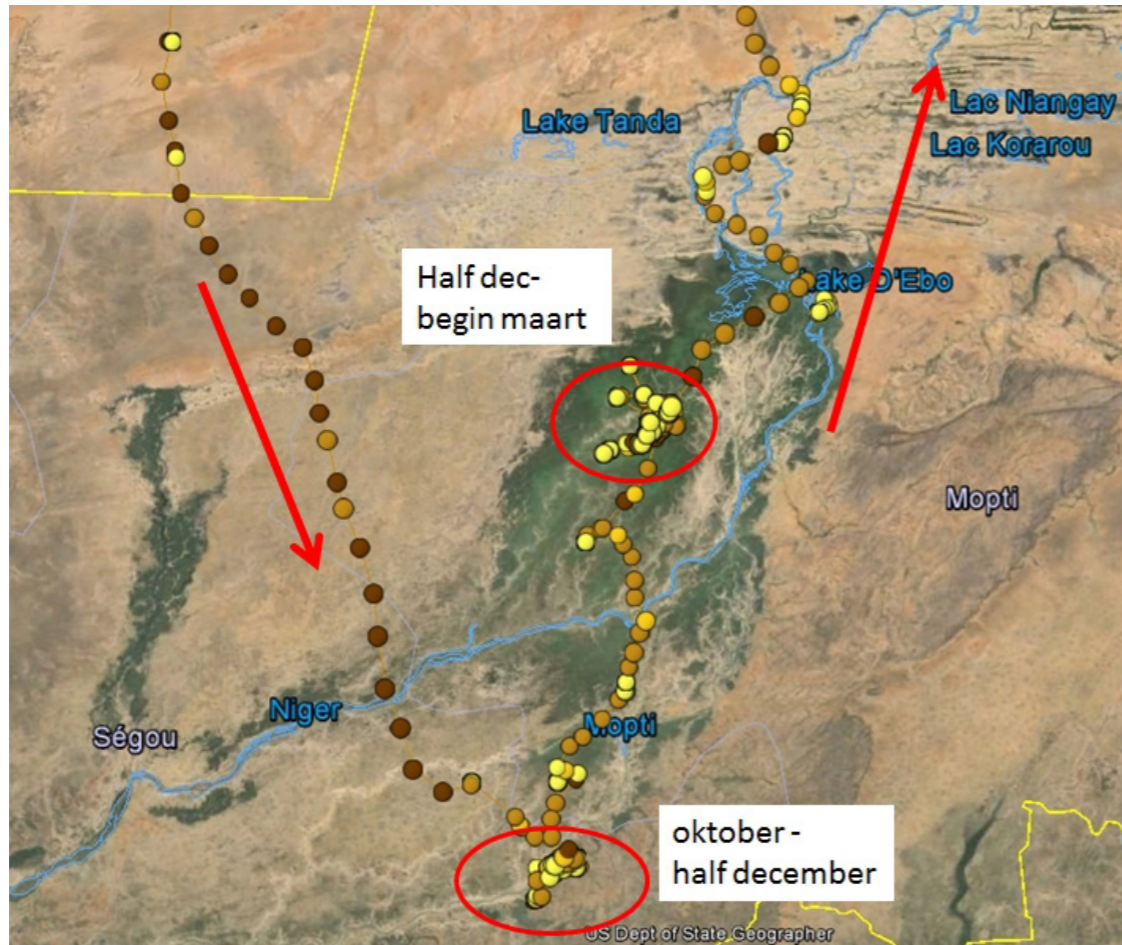 Lake Tanda
Lac Niangay
Lac Korarou
Half dec-
begin maart
Lake D'Ebo
Mopti
Niger
Ségou
Mopti
oktober -
half december
US Dept of State Geographer